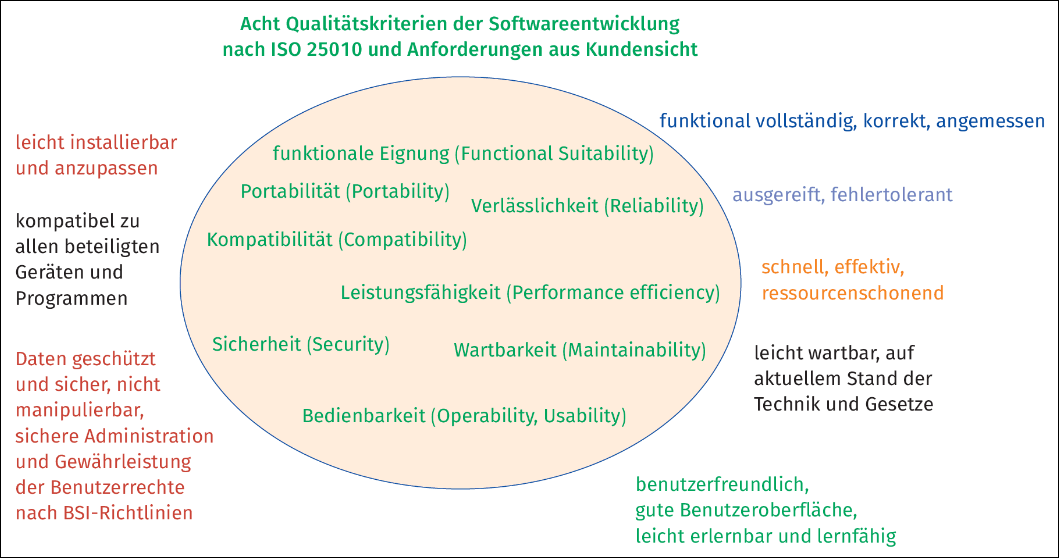 Acht Qualitätskriterien der Softwareentwicklung
nach ISO 25010 und Anforderungen aus Kundensicht
funktional vollständig, korrekt, angemessen
leicht installierbar
und anzupassen
funktionale Eignung (Functional Suitability)
Portabilität (Portability)
Verlässlichkeit (Reliability)
ausgereift, fehlertolerant
kompatibel zu
allen beteiligten
Geräten und
Programmen
Kompatibilität (Compatibility)
schnell, effektiv,
ressourcenschonend
Leistungsfähigkeit (Performance efficiency)
Sicherheit (Security)
Wartbarkeit (Maintainability)
leicht wartbar, auf
aktuellem Stand der
Technik und Gesetze
Daten geschützt
und sicher, nicht
manipulierbar,
sichere Administration
und Gewährleistung
der Benutzerrechte
nach BSI-Richtlinien
Bedienbarkeit (Operability, Usability)
benutzerfreundlich,
gute Benutzeroberfläche,
leicht erlernbar und lernfähig